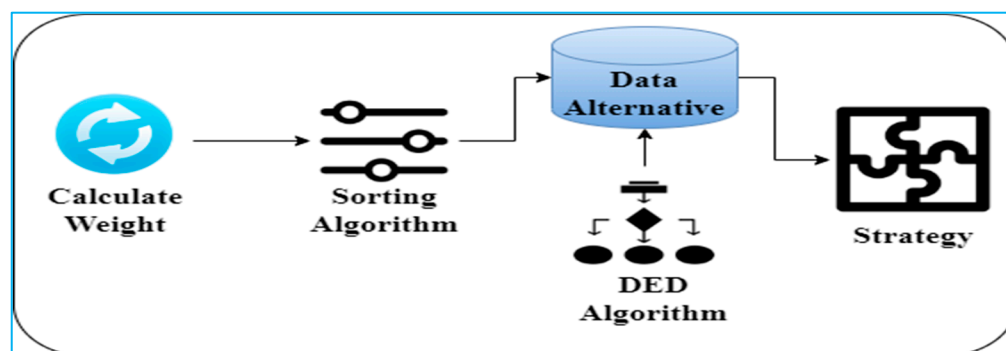 Calculate
Weight
Sorting
Algorithm
Data
Alternative
DED
Algorithm
Strategy